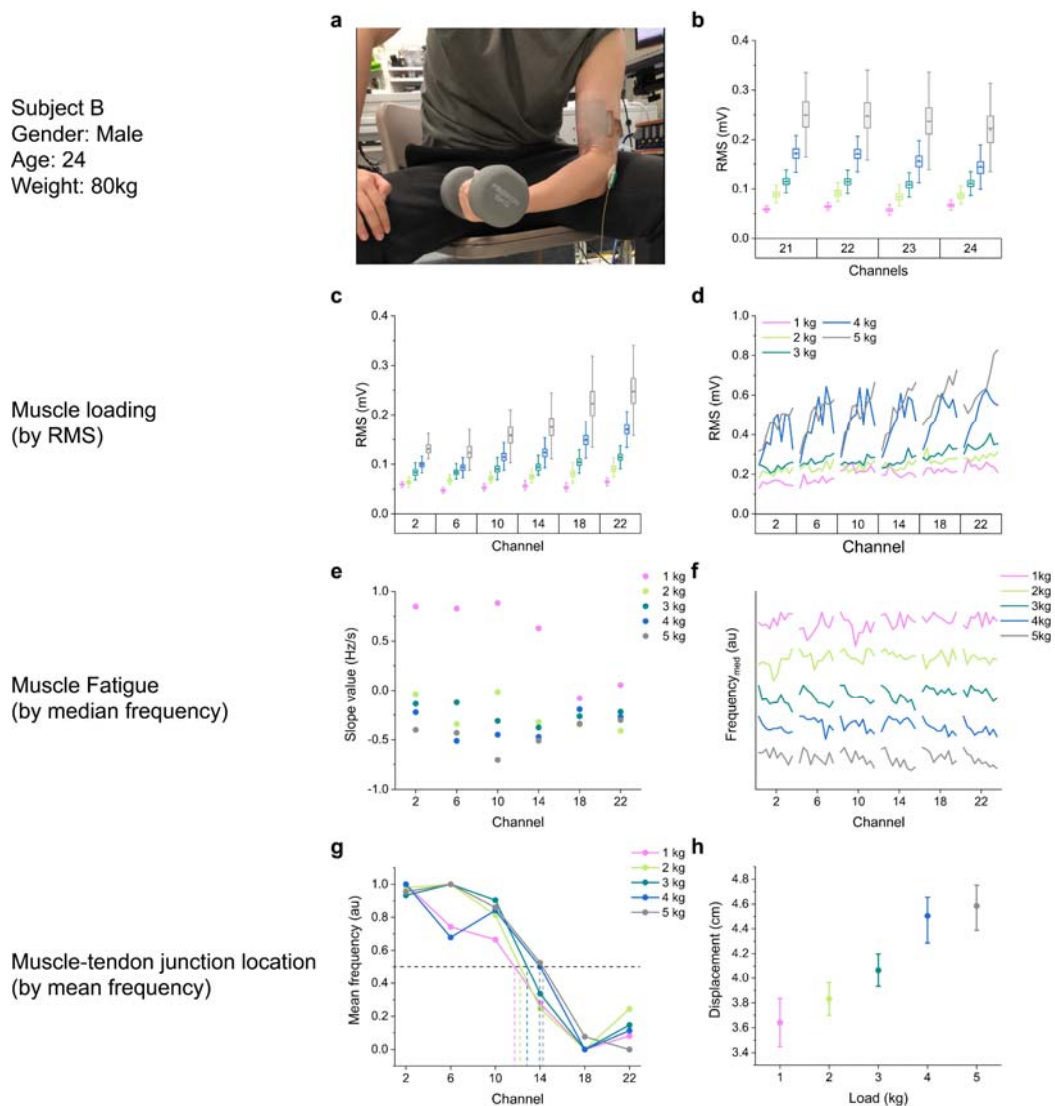 Subject B
Gender: Male
Age: 24
Weight: 80kg
a
b
RMS (mV)
0.4
0.3
0.2
0.1
0.0
21 22 23 24
Channels
Muscle loading
(by RMS)
c
RMS (mV)
0.4
0.3
0.2
0.1
0.0
2 6 10 14 18 22
Channel
d
RMS (mV)
1.0
0.8
0.6
0.4
0.2
0.0
1 kg 4 kg
2 kg 5 kg
3 kg
2 6 10 14 18 22
Channel
Muscle Fatigue
(by median frequency)
e
Slope value (Hz/s)
1.0
0.5
0.0
-0.5
-1.0
1 kg
2 kg
3 kg
4 kg
5 kg
2 6 10 14 18 22
Channel
f
Frequencymed (au)
1kg
2kg
3kg
4kg
5kg
2 6 10 14 18 22
Channel
Muscle-tendon junction location
(by mean frequency)
g
Mean frequency (au)
1.0
0.8
0.6
0.4
0.2
0.0
1 kg
2 kg
3 kg
4 kg
5 kg
2 6 10 14 18 22
Channel
h
Displacement (cm)
4.8
4.6
4.4
4.2
4.0
3.8
3.6
3.4
1 2 3 4 5
Load (kg)